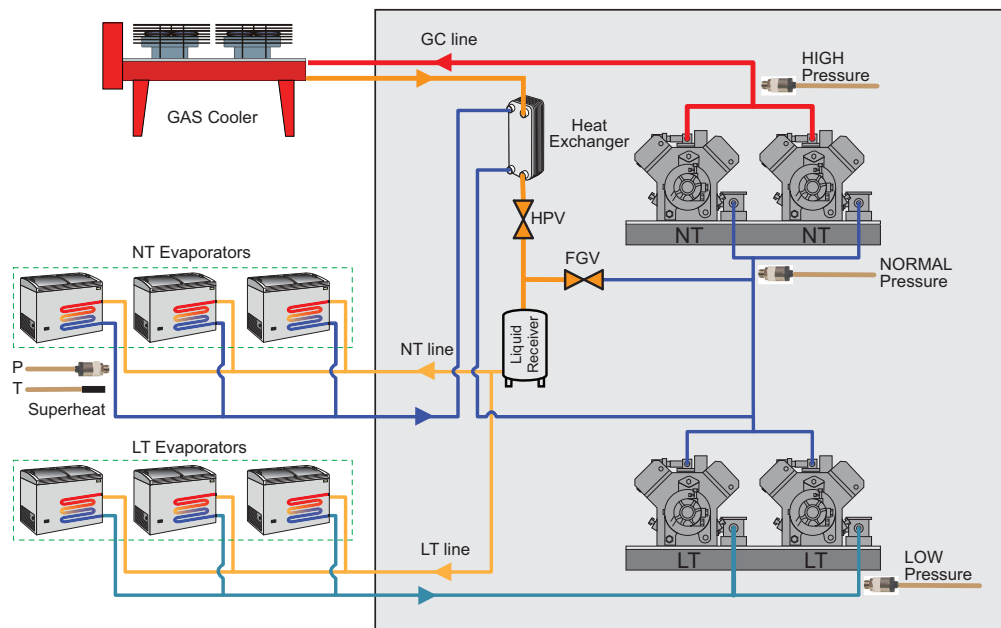 GC line
HIGH
Pressure
GAS Cooler
Heat
Exchanger
HPV
NT
NT
NT Evaporators
FGV
NORMAL
Pressure
Liquid
Receiver
NT line
P
T
Superheat
LT Evaporators
LT line
LT
LT
LOW
Pressure